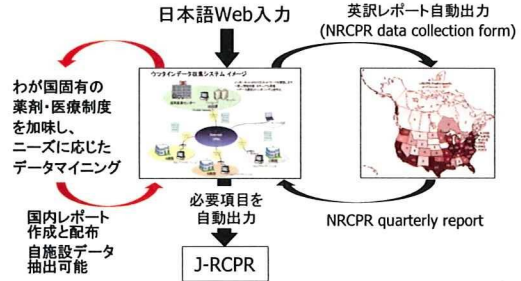 日本語Web入力
英訳レポート自動出力
(NRCPR data collection form)
わが国固有の
薬剤・医療制度
を加味し、
ニーズに応じた
データマイニング
ウツタインデータ収集システム イメージ
国内レポート
作成と配布
自施設データ
抽出可能
必要項目を
自動出力
J-RCPR
NRCPR quarterly report